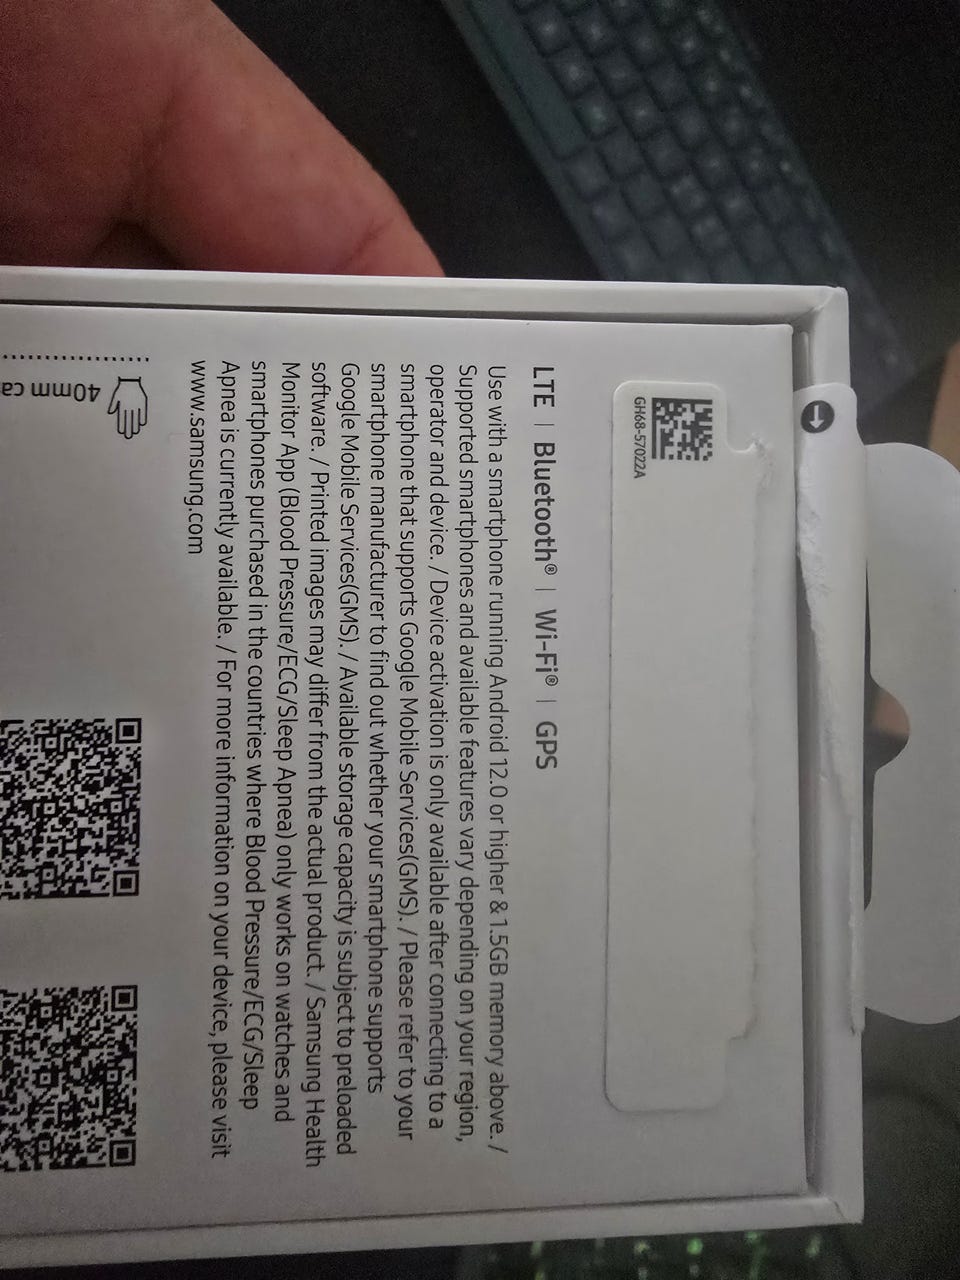 GH68-57022A
LTE | Bluetooth® | Wi-Fi® | GPS
Use with a smartphone running Android 12.0 or higher & 1.5GB memory above. /
Supported smartphones and available features vary depending on your region,
operator and device. / Device activation is only available after connecting to a
smartphone that supports Google Mobile Services(GMS). / Please refer to your
smartphone manufacturer to find out whether your smartphone supports
Google Mobile Services(GMS). / Available storage capacity is subject to preloaded
software. / Printed images may differ from the actual product. / Samsung Health
Monitor App (Blood Pressure/ECG/Sleep Apnea) only works on watches and
smartphones purchased in the countries where Blood Pressure/ECG/Sleep
Apnea is currently available. / For more information on your device, please visit
www.samsung.com
40mm